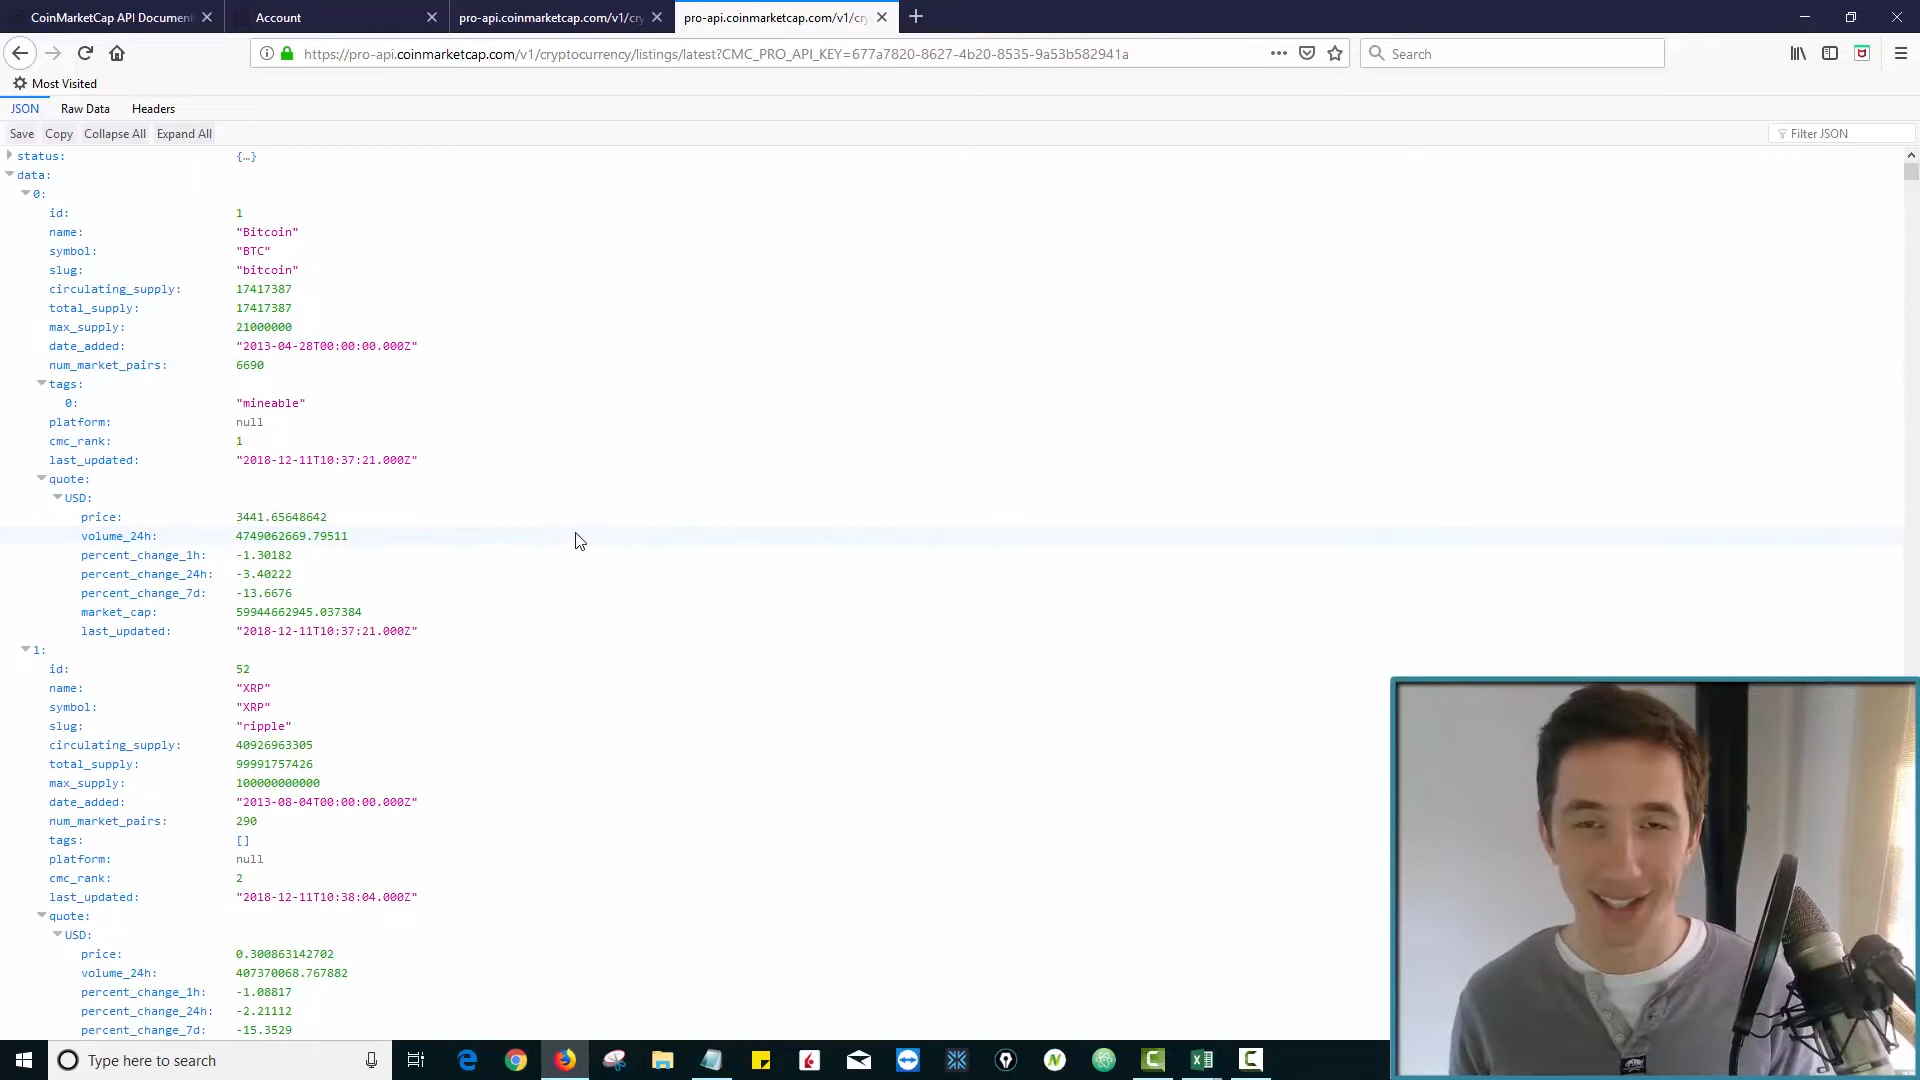 CoinMarketCap API Document
Account
pro-api.coinmarketcap.com/v1/cry
pro-api.coinmarketcap.com/v1/cry
https://pro-api.coinmarketcap.com/v1/cryptocurrency/listings/latest?CMC_PRO_API_KEY=677a7820-8627-4b20-8535-9a53b582941a
Search
Most Visited
JSON Raw Data Headers
Save Copy Collapse All Expand All Filter JSON
status: {…}
data:
0:
id: 1
name: "Bitcoin"
symbol: "BTC"
slug: "bitcoin"
circulating_supply: 17417387
total_supply: 17417387
max_supply: 21000000
date_added: "2013-04-28T00:00:00.000Z"
num_market_pairs: 6690
tags:
0: "mineable"
platform: null
cmc_rank: 1
last_updated: "2018-12-11T10:37:21.000Z"
quote:
USD:
price: 3441.65648642
volume_24h: 4749062669.79511
percent_change_1h: -1.30182
percent_change_24h: -3.40222
percent_change_7d: -13.6676
market_cap: 59944662945.037384
last_updated: "2018-12-11T10:37:21.000Z"
1:
id: 52
name: "XRP"
symbol: "XRP"
slug: "ripple"
circulating_supply: 40926963305
total_supply: 99991757426
max_supply: 100000000000
date_added: "2013-08-04T00:00:00.000Z"
num_market_pairs: 290
tags: []
platform: null
cmc_rank: 2
last_updated: "2018-12-11T10:38:04.000Z"
quote:
USD:
price: 0.300863142702
volume_24h: 407370068.767882
percent_change_1h: -1.08817
percent_change_24h: -2.21112
percent_change_7d: -15.3529
Type here to search